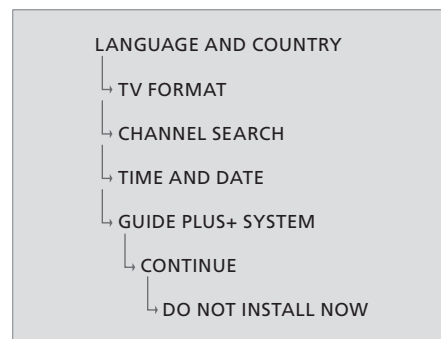 LANGUAGE AND COUNTRY
TV FORMAT
CHANNEL SEARCH
TIME AND DATE
GUIDE PLUS+ SYSTEM
CONTINUE
DO NOT INSTALL NOW